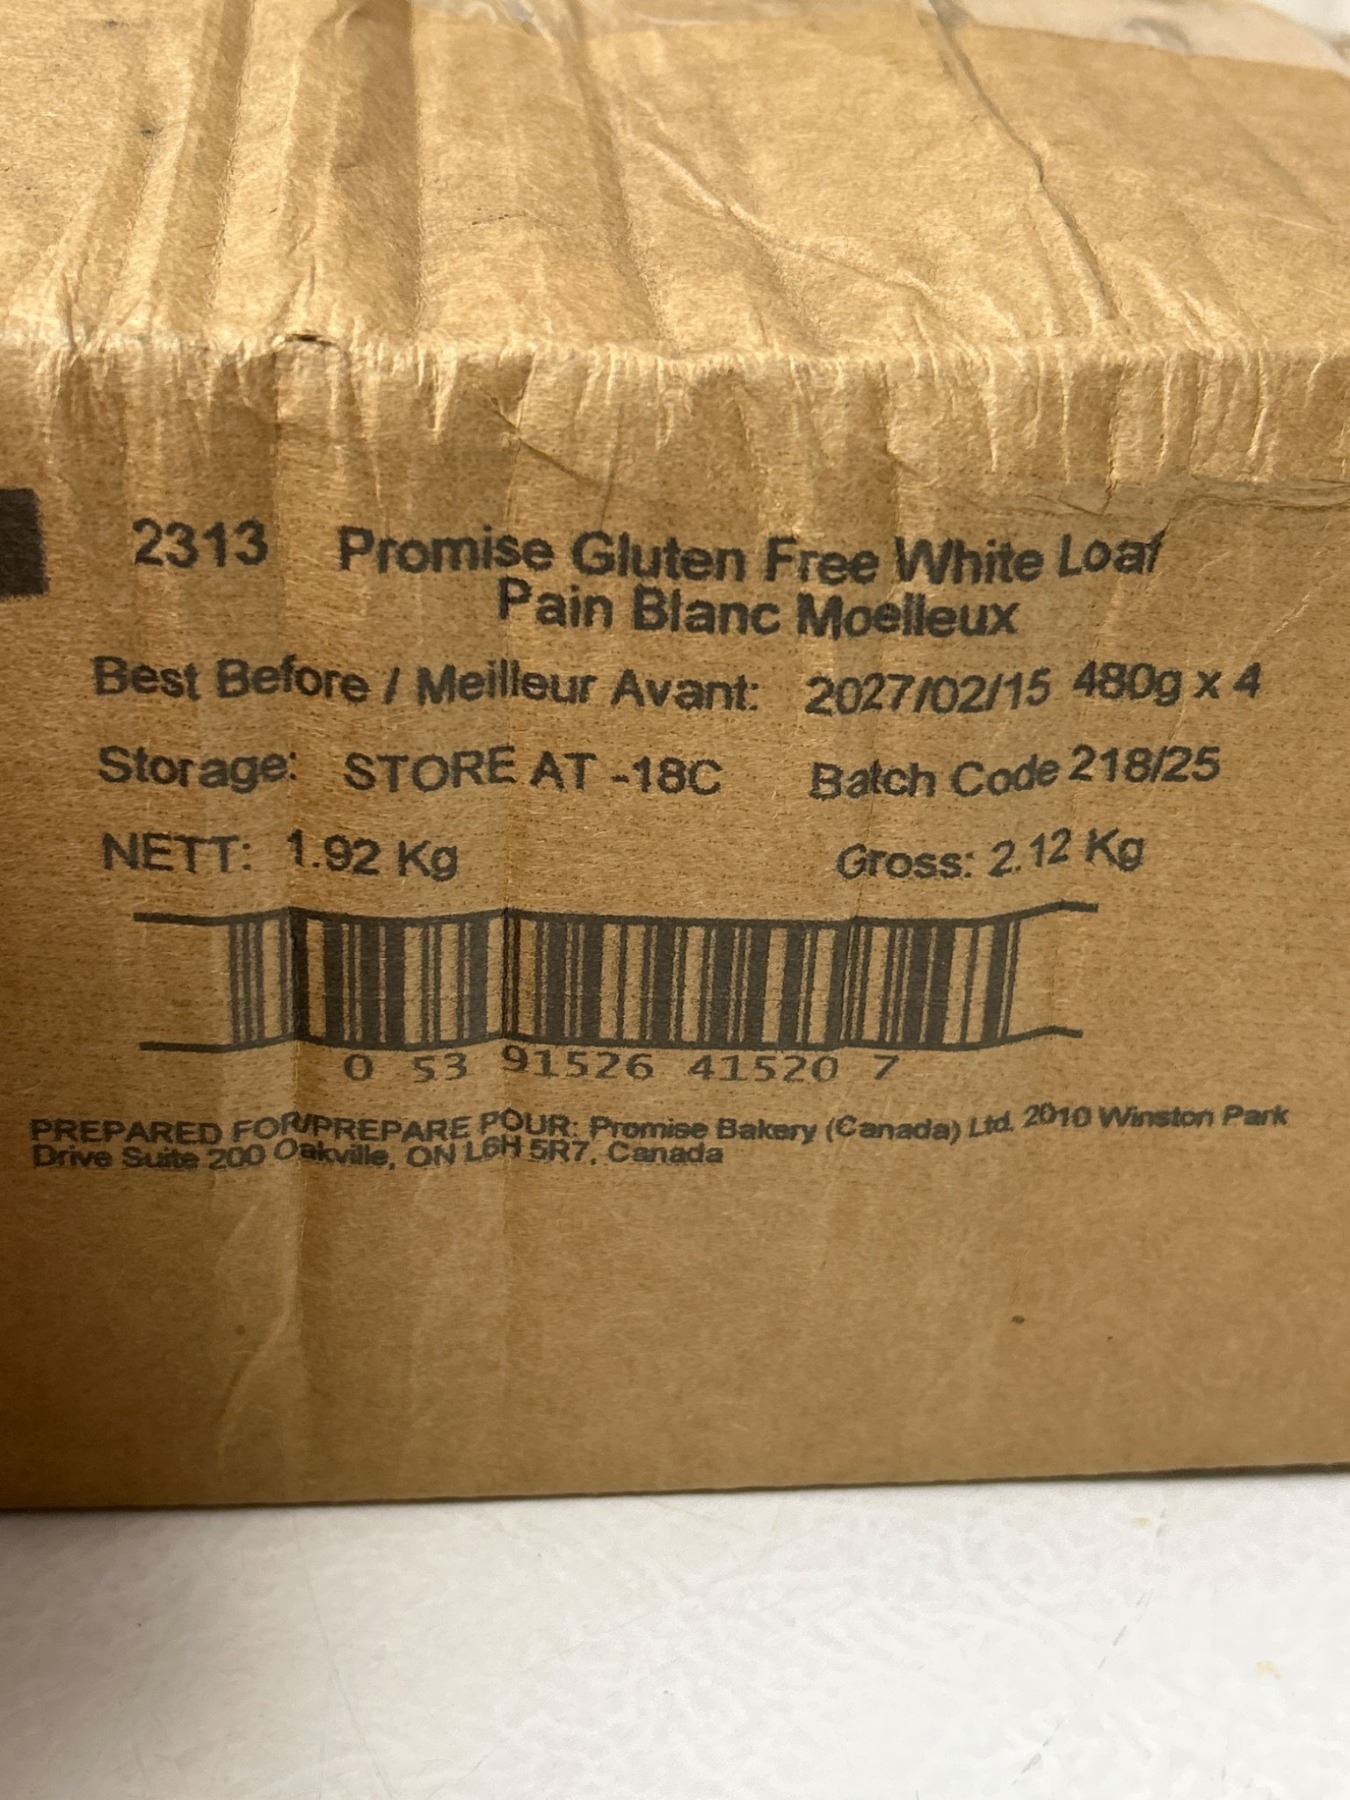 2313 Promise Gluten Free White Loaf
Pain Blanc Moelleux
Best Before / Meilleur Avant: 2027/02/15 480g x 4
Storage: STORE AT -18C Batch Code 218/25
NETT: 1.92 Kg Gross: 2.12 Kg
0 53 91526 41520 7
PREPARED FOR/PREPARE POUR: Promise Bakery (Canada) Ltd. 2010 Winston Park
Drive Suite 200 Oakville, ON L6H 5R7, Canada